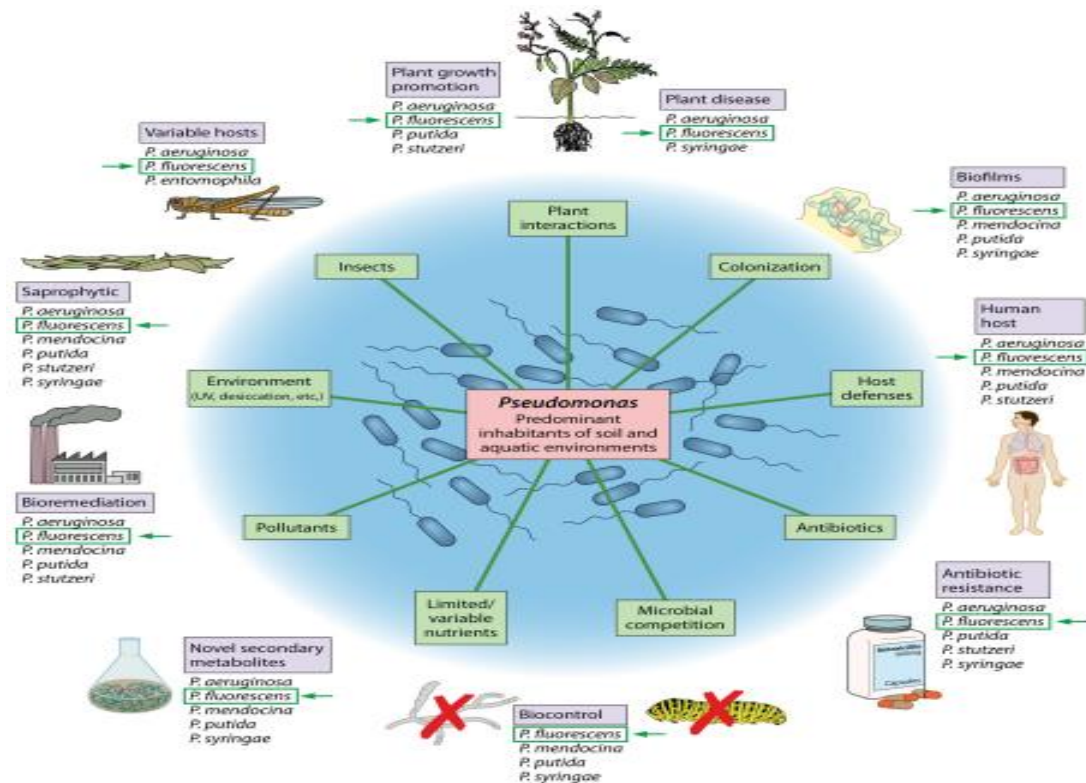 Plant growth
promotion
P. aeruginosa
P. fluorescens
P. putida
P. stutzeri
Plant disease
P. aeruginosa
P. fluorescens
P. syringae
Variable hosts
P. aeruginosa
P. fluorescens
P. entomophila
Biofilms
P. aeruginosa
P. fluorescens
P. mendocina
P. putida
P. syringae
Plant
interactions
Insects
Colonization
Saprophytic
P. aeruginosa
P. fluorescens
P. mendocina
P. putida
P. stutzeri
P. syringae
Human
host
P. aeruginosa
P. fluorescens
P. mendocina
P. putida
P. stutzeri
Environment
(UV, desiccation, etc,)
Pseudomonas
Predominant
inhabitants of soil and
aquatic environments
Host
defenses
Bioremediation
P. aeruginosa
P. fluorescens
P. mendocina
P. putida
P. stutzeri
Pollutants
Antibiotics
Limited/
variable
nutrients
Microbial
competition
Antibiotic
resistance
P. aeruginosa
P. fluorescens
P. putida
P. stutzeri
P. syringae
Capsules
Novel secondary
metabolites
P. aeruginosa
P. fluorescens
P. mendocina
P. putida
P. syringae
Biocontrol
P. fluorescens
P. mendocina
P. putida
P. syringae